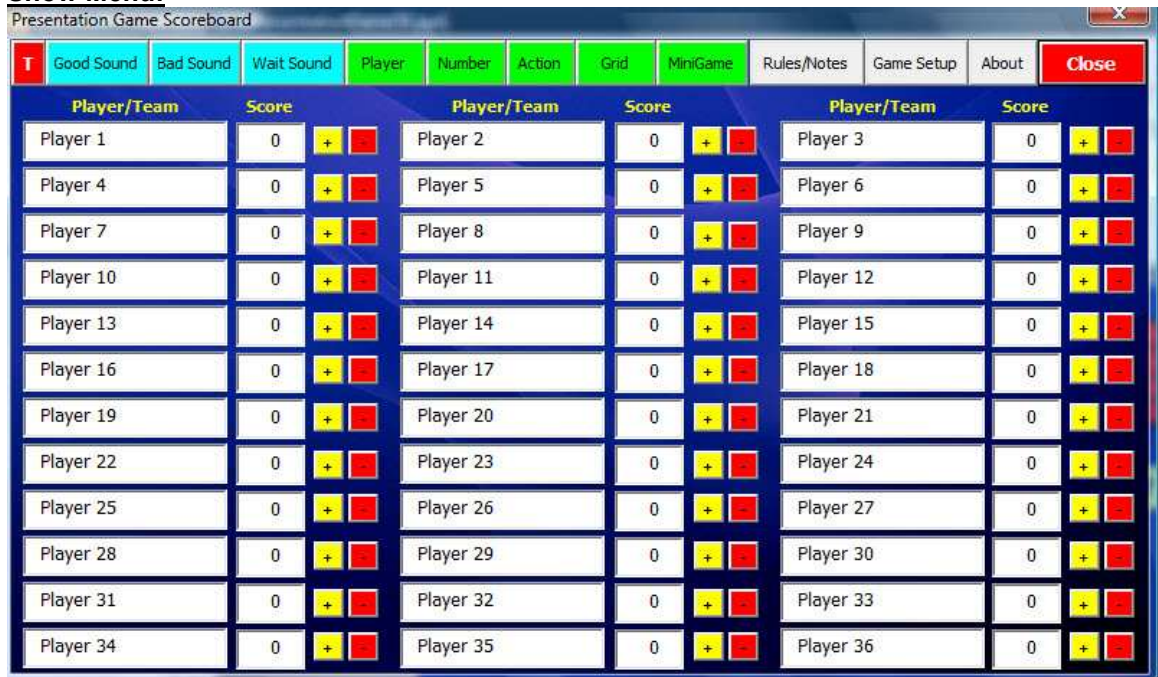 Show Menu:
Presentation Game Scoreboard X
T Good Sound Bad Sound Wait Sound Player Number Action Grid MiniGame Rules/Notes Game Setup About Close
Player/Team Score Player/Team Score Player/Team Score
Player 1 0 + - Player 2 0 + - Player 3 0 + -
Player 4 0 + - Player 5 0 + - Player 6 0 + -
Player 7 0 + - Player 8 0 + - Player 9 0 + -
Player 10 0 + - Player 11 0 + - Player 12 0 + -
Player 13 0 + - Player 14 0 + - Player 15 0 + -
Player 16 0 + - Player 17 0 + - Player 18 0 + -
Player 19 0 + - Player 20 0 + - Player 21 0 + -
Player 22 0 + - Player 23 0 + - Player 24 0 + -
Player 25 0 + - Player 26 0 + - Player 27 0 + -
Player 28 0 + - Player 29 0 + - Player 30 0 + -
Player 31 0 + - Player 32 0 + - Player 33 0 + -
Player 34 0 + - Player 35 0 + - Player 36 0 + -